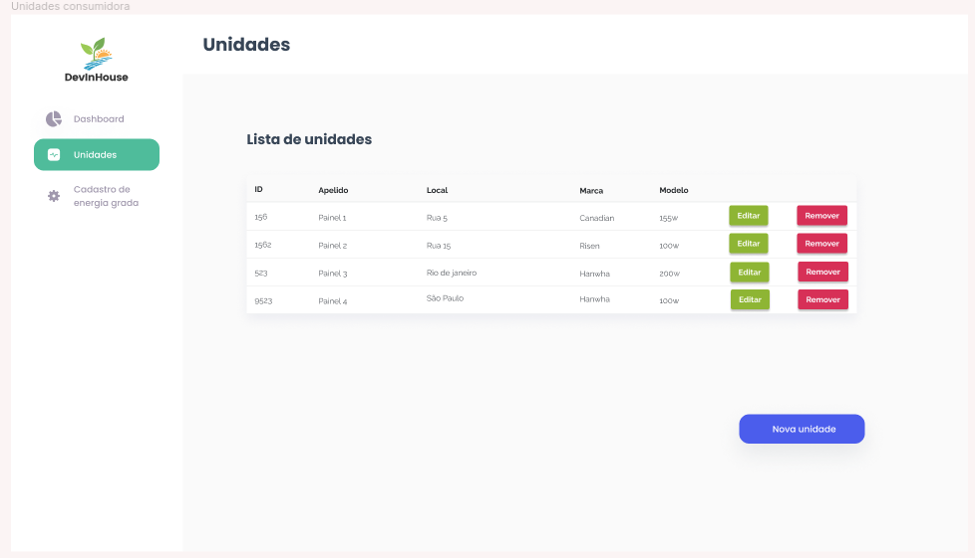 Unidades consumidora
DevInHouse
Unidades
Dashboard
Unidades
Cadastro de
energia grada
Lista de unidades
ID Apelido Local Marca Modelo
156 Painel 1 Rua 5 Canadian 155w Editar Remover
1562 Painel 2 Rua 15 Risen 100w Editar Remover
523 Painel 3 Rio de janeiro Hanwha 200w Editar Remover
9523 Painel 4 São Paulo Hanwha 100w Editar Remover
Nova unidade